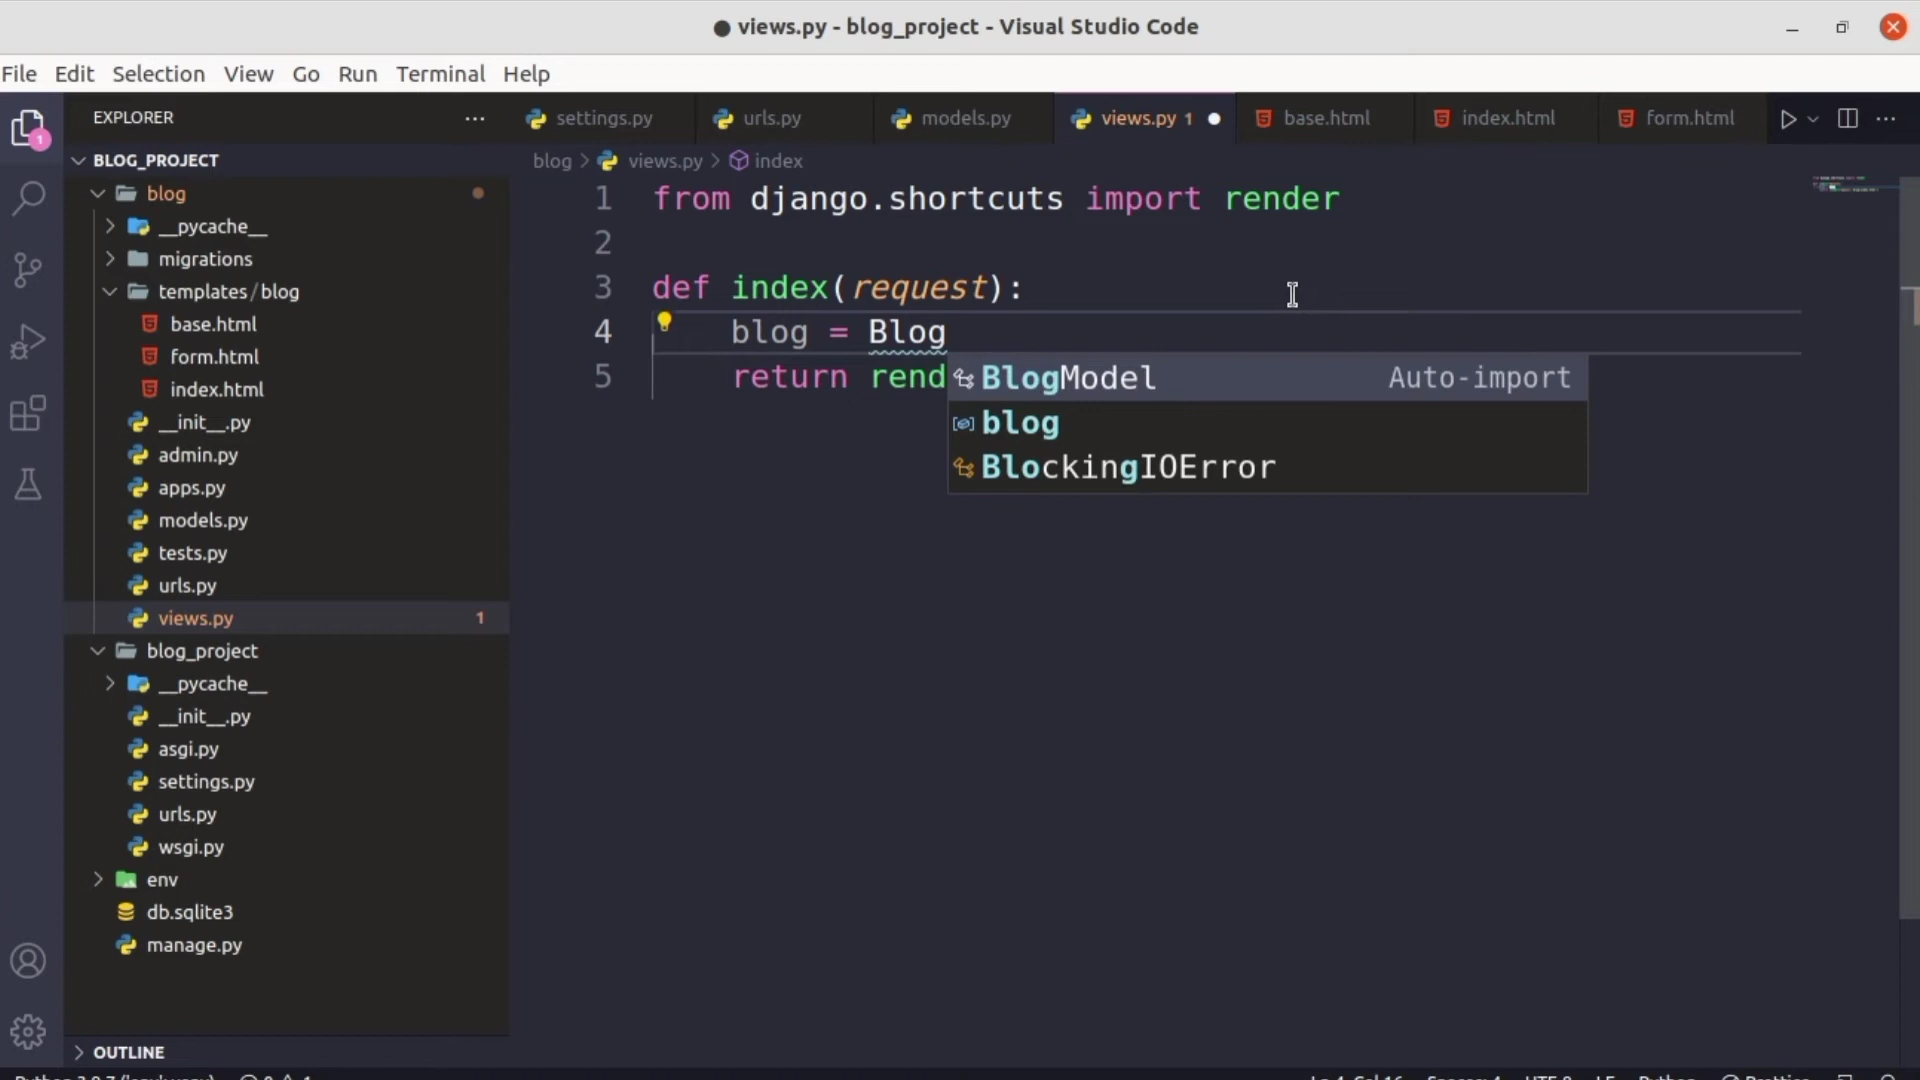 ● views.py - blog_project - Visual Studio Code
File Edit Selection View Go Run Terminal Help
EXPLORER
settings.py urls.py models.py views.py 1 base.html index.html form.html
BLOG_PROJECT
blog > views.py > index
blog
__pycache__
migrations
templates/blog
base.html
form.html
index.html
__init__.py
admin.py
apps.py
models.py
tests.py
urls.py
views.py 1
blog_project
__pycache__
__init__.py
asgi.py
settings.py
urls.py
wsgi.py
env
db.sqlite3
manage.py
OUTLINE
1
1 from django.shortcuts import render
2
3 def index(request):
4 blog = Blog
5 return rend
BlogModel Auto-import
blog
BlockingIOError